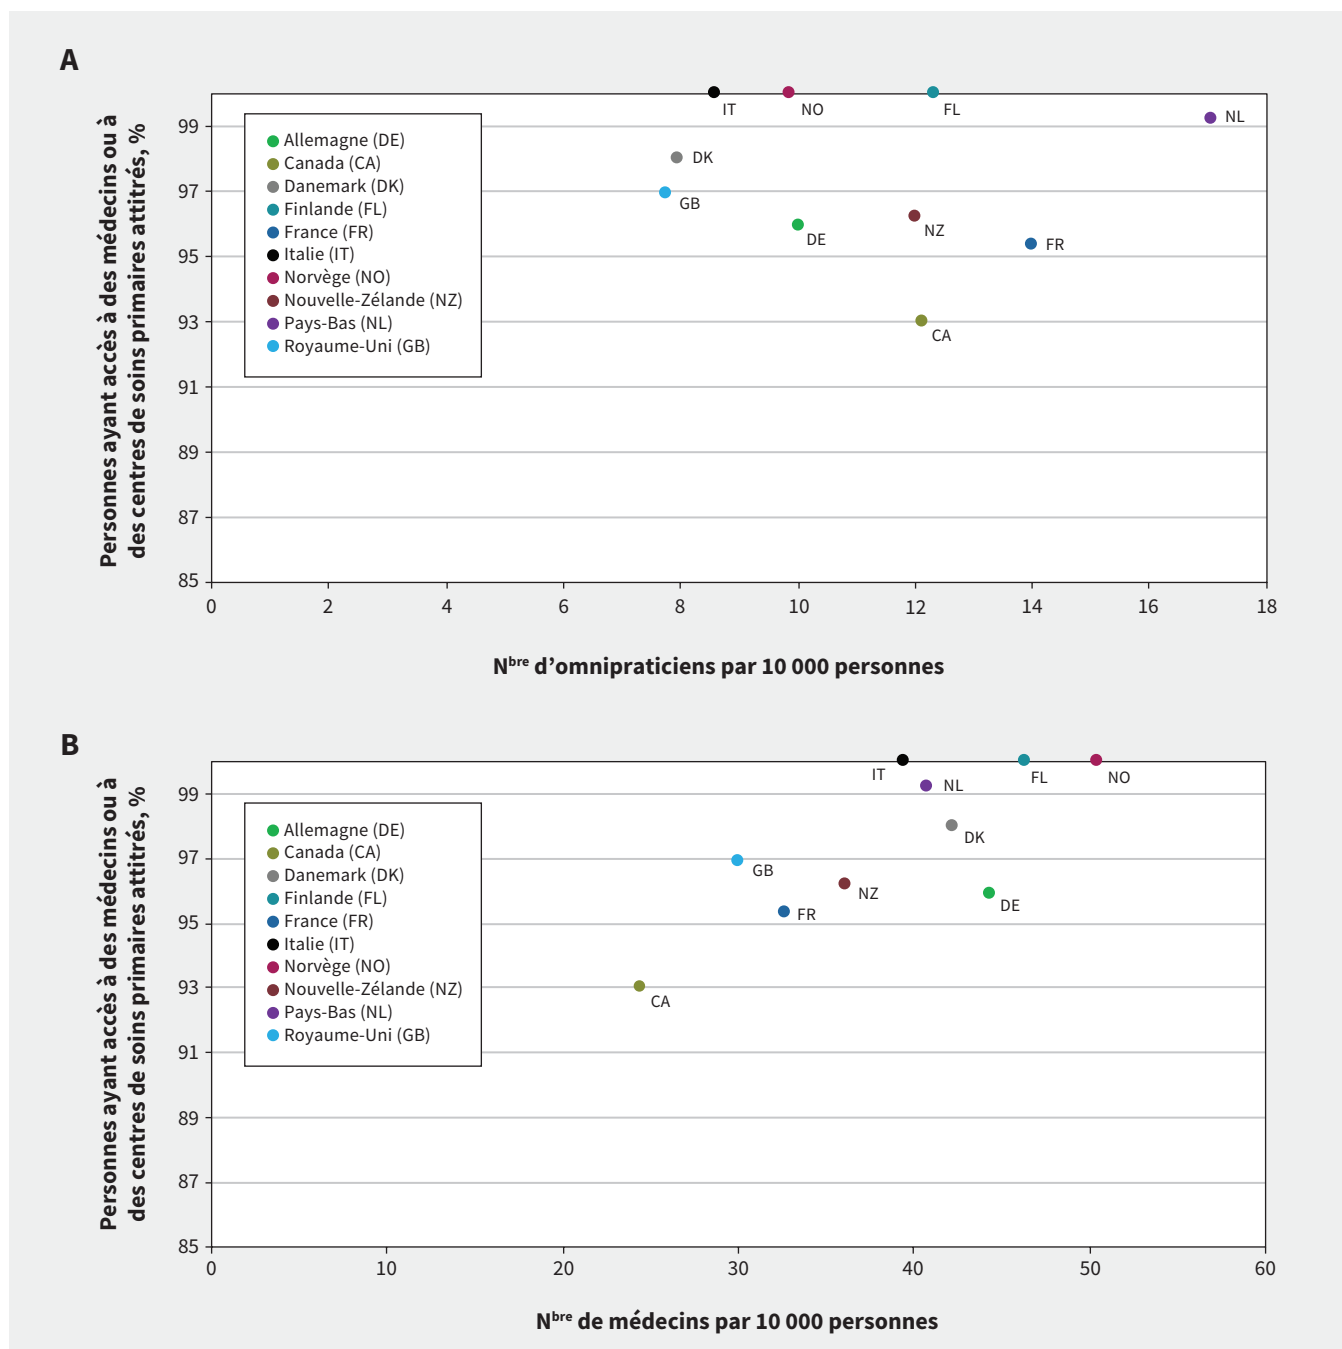 A
Personnes ayant accès à des médecins ou à
des centres de soins primaires attitrés, %
99
97
95
93
91
89
87
85
Allemagne (DE)
Canada (CA)
Danemark (DK)
Finlande (FL)
France (FR)
Italie (IT)
Norvège (NO)
Nouvelle-Zélande (NZ)
Pays-Bas (NL)
Royaume-Uni (GB)
IT
NO
FL
NL
DK
GB
DE
NZ
FR
CA
0 2 4 6 8 10 12 14 16 18
Nbre d’omnipraticiens par 10 000 personnes
B
Personnes ayant accès à des médecins ou à
des centres de soins primaires attitrés, %
99
97
95
93
91
89
87
85
Allemagne (DE)
Canada (CA)
Danemark (DK)
Finlande (FL)
France (FR)
Italie (IT)
Norvège (NO)
Nouvelle-Zélande (NZ)
Pays-Bas (NL)
Royaume-Uni (GB)
IT
FL
NO
NL
DK
GB
NZ
DE
FR
CA
0 10 20 30 40 50 60
Nbre de médecins par 10 000 personnes